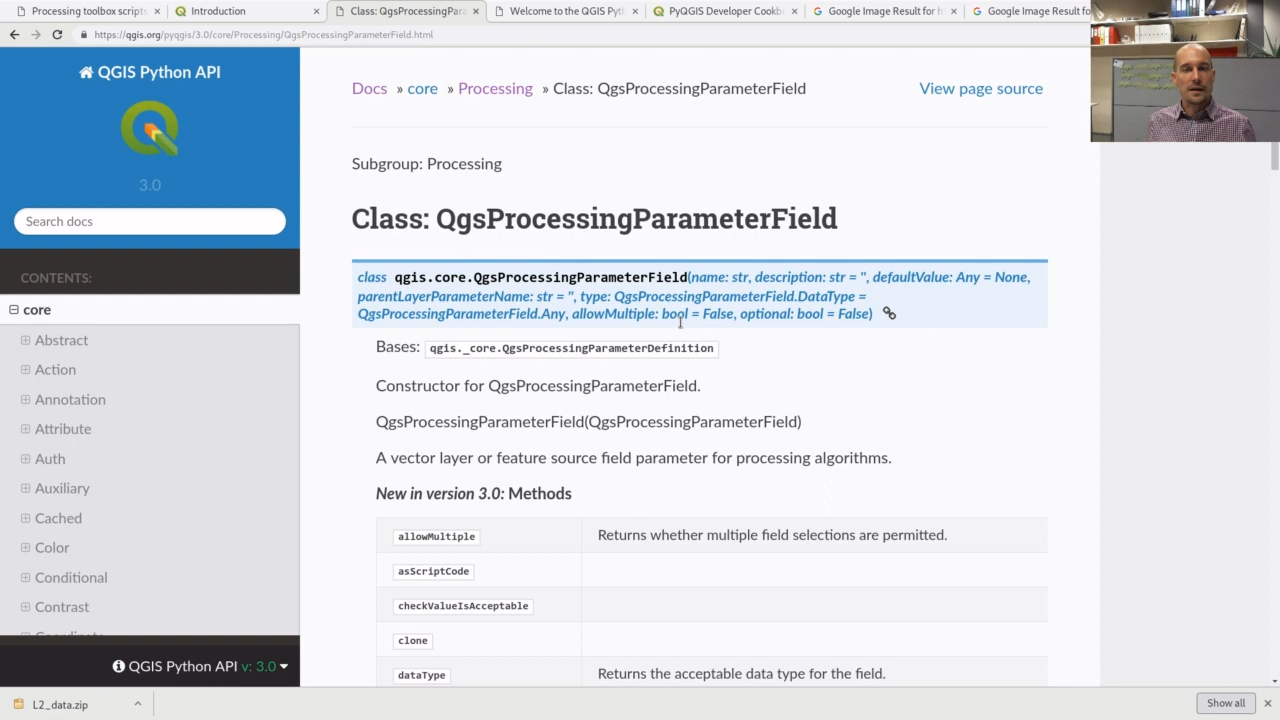 Processing toolbox scripts
Introduction
Class: QgsProcessingPara
Welcome to the QGIS Pyth
PyQGIS Developer Cookb
Google Image Result for h
Google Image Result fo
https://qgis.org/pyqgis/3.0/core/Processing/QgsProcessingParameterField.html
QGIS Python API
3.0
Search docs
CONTENTS:
core
Abstract
Action
Annotation
Attribute
Auth
Auxiliary
Cached
Color
Conditional
Contrast
QGIS Python API v: 3.0
Docs » core » Processing » Class: QgsProcessingParameterField
View page source
Subgroup: Processing
Class: QgsProcessingParameterField
class qgis.core.QgsProcessingParameterField(name: str, description: str = '', defaultValue: Any = None,
parentLayerParameterName: str = '', type: QgsProcessingParameterField.DataType =
QgsProcessingParameterField.Any, allowMultiple: bool = False, optional: bool = False)
Bases: qgis._core.QgsProcessingParameterDefinition
Constructor for QgsProcessingParameterField.
QgsProcessingParameterField(QgsProcessingParameterField)
A vector layer or feature source field parameter for processing algorithms.
New in version 3.0: Methods
allowMultiple Returns whether multiple field selections are permitted.
asScriptCode
checkValueIsAcceptable
clone
dataType Returns the acceptable data type for the field.
L2_data.zip
Show all